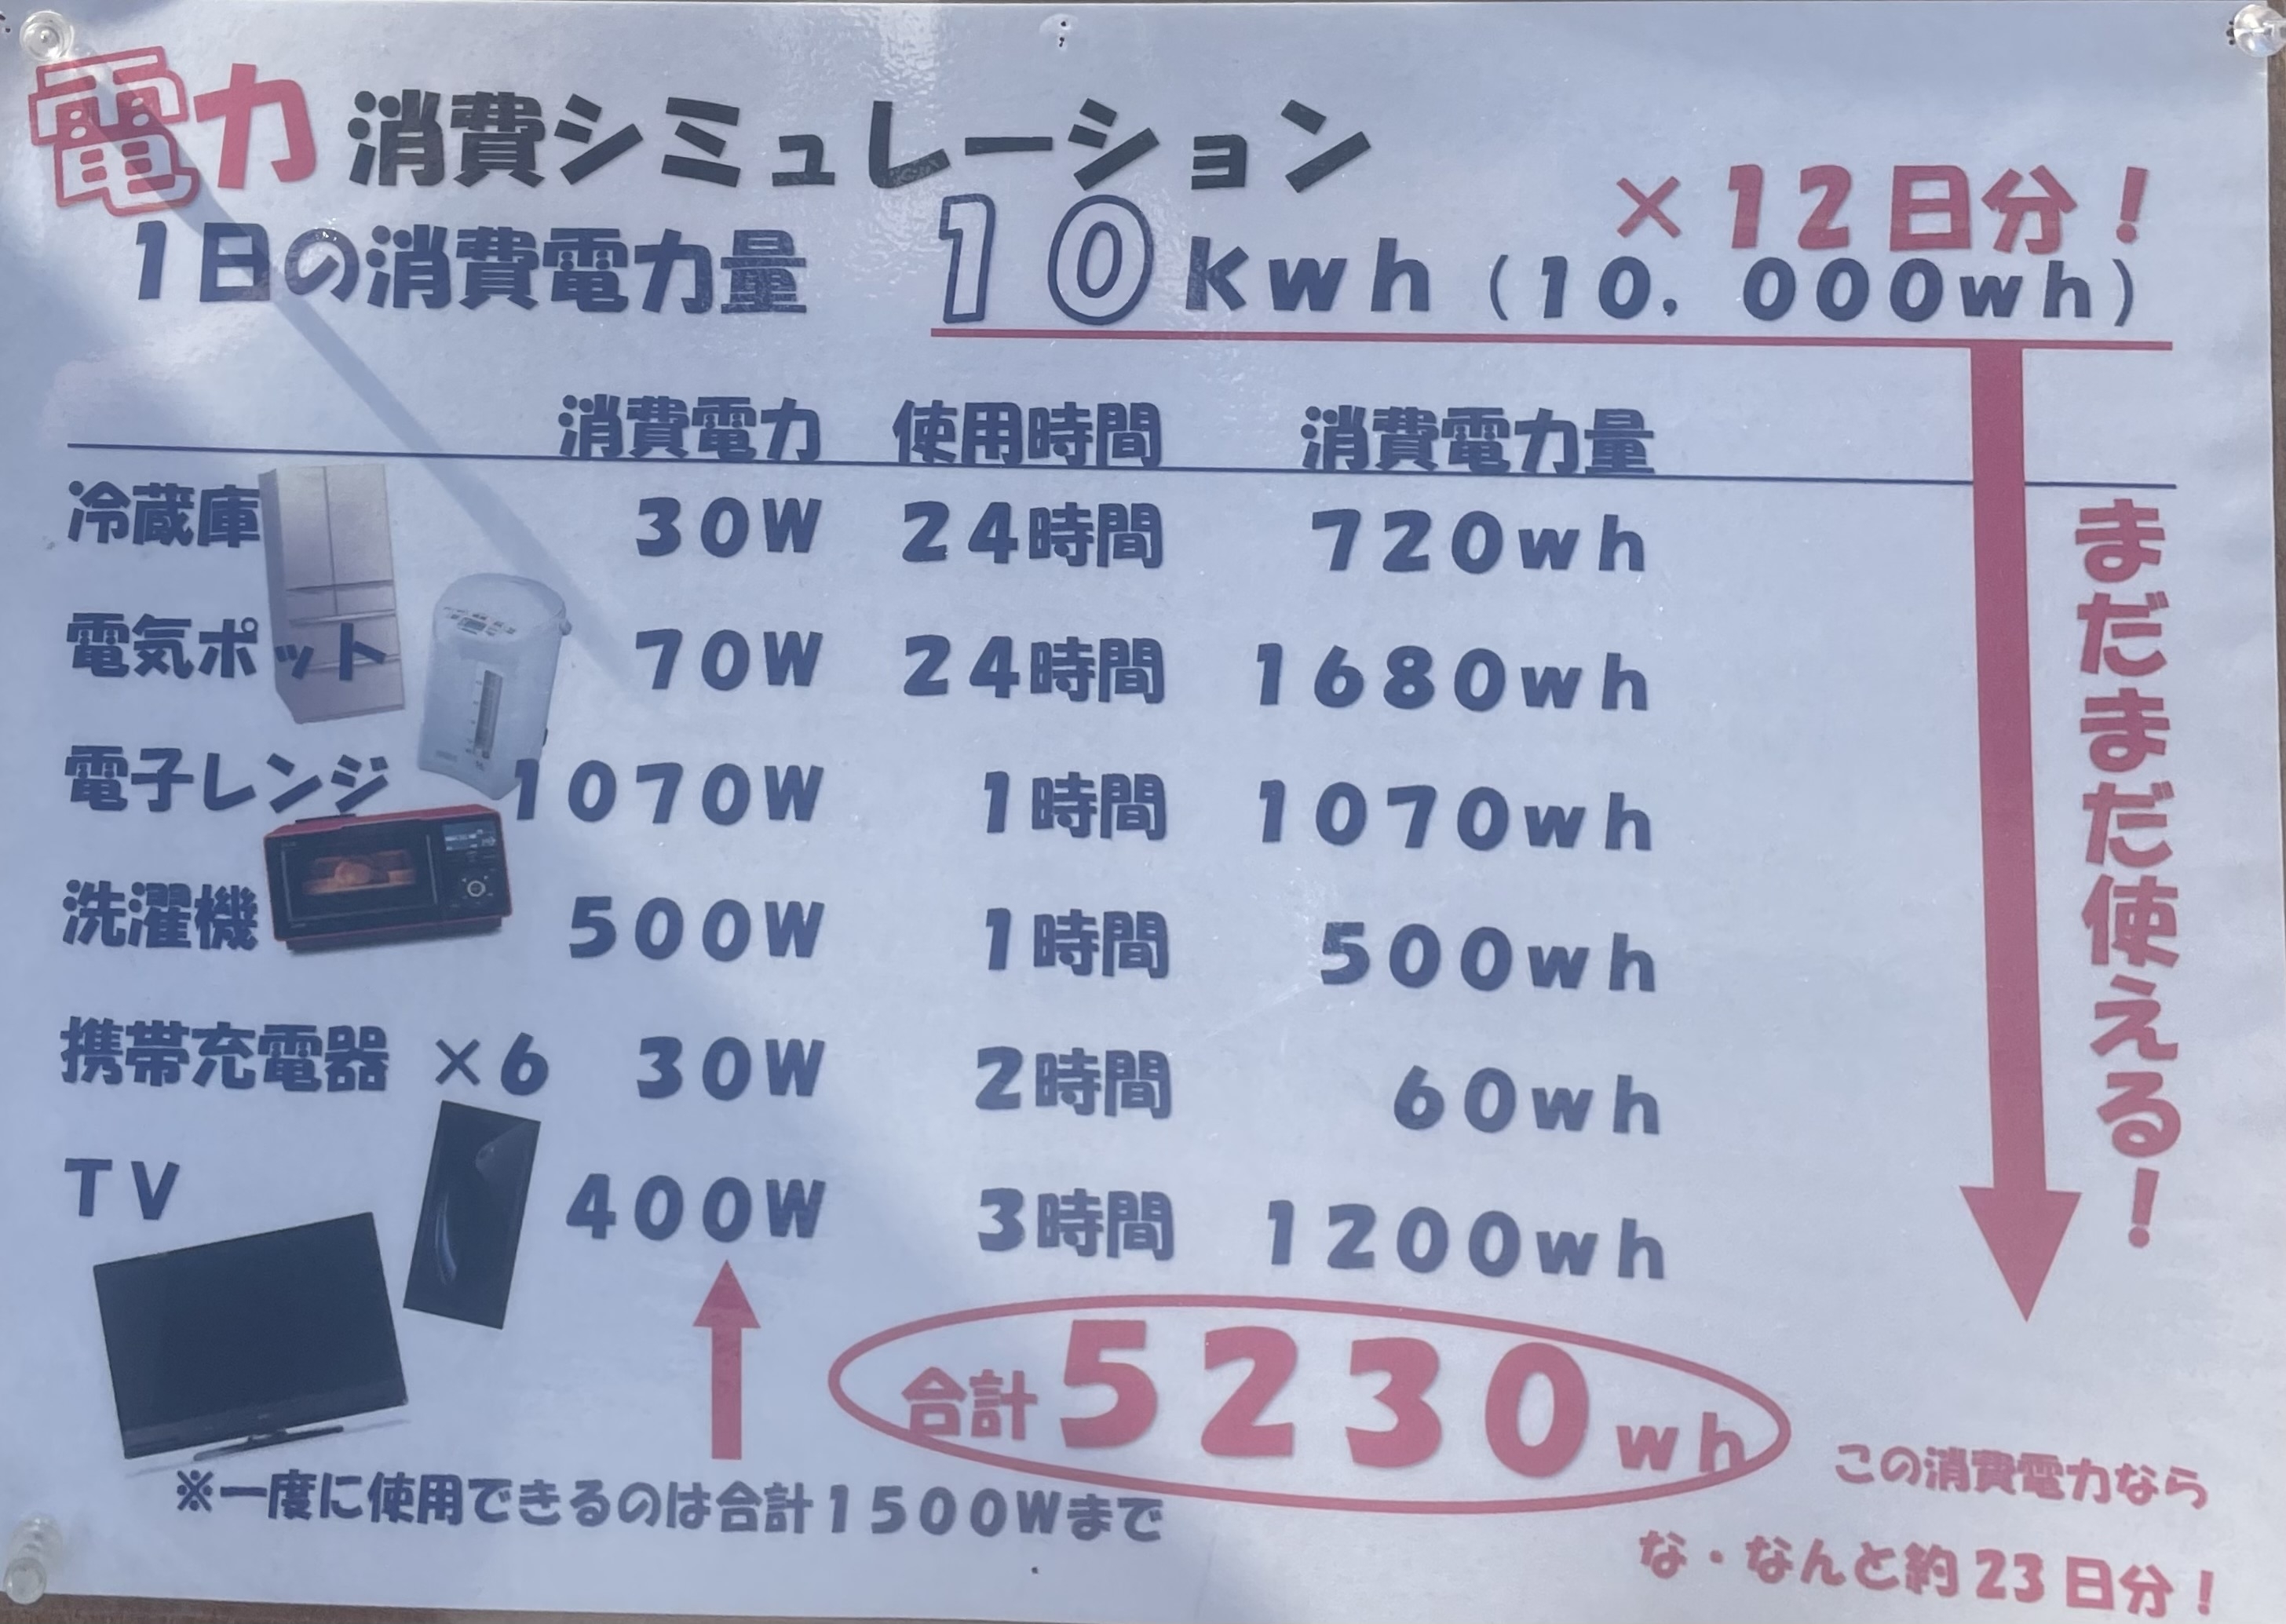 電力 消費シミュレーション
×12日分！
1日の消費電力量 10kwh（10，000wh）
消費電力 使用時間 消費電力量
冷蔵庫 30W 24時間 720wh
電気ポット 70W 24時間 1680wh
電子レンジ 1070W 1時間 1070wh
洗濯機 500W 1時間 500wh
携帯充電器 ×6 30W 2時間 60wh
TV 400W 3時間 1200wh
まだまだ使える！
合計5230wh
※一度に使用できるのは合計1500Wまで
この消費電力なら
な・なんと約23日分！